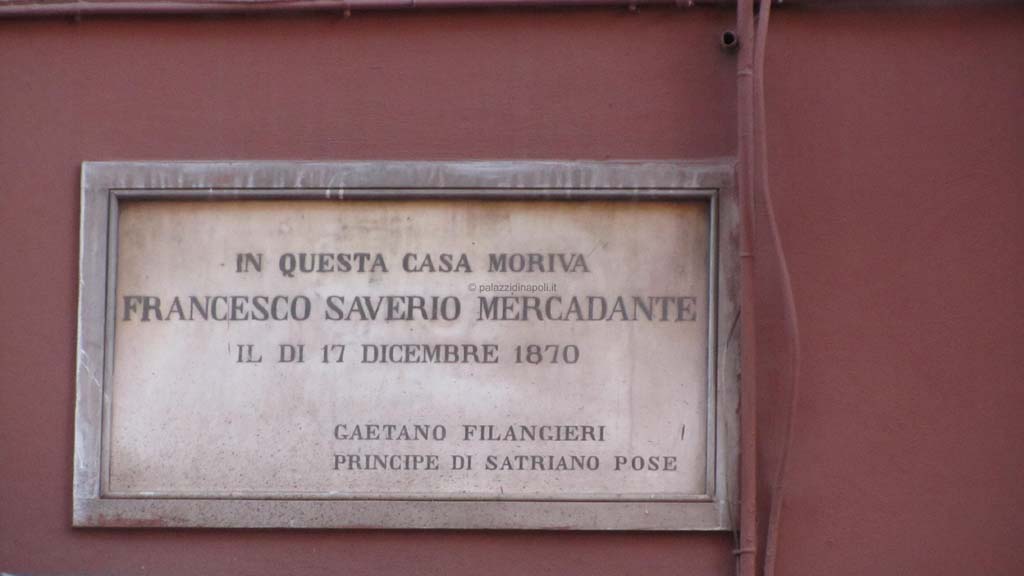 IN QUESTA CASA MORIVA
© palazzidinapoli.it
FRANCESCO SAVERIO MERCADANTE
IL DI 17 DICEMBRE 1870
GAETANO FILANGIERI
PRINCIPE DI SATRIANO POSE